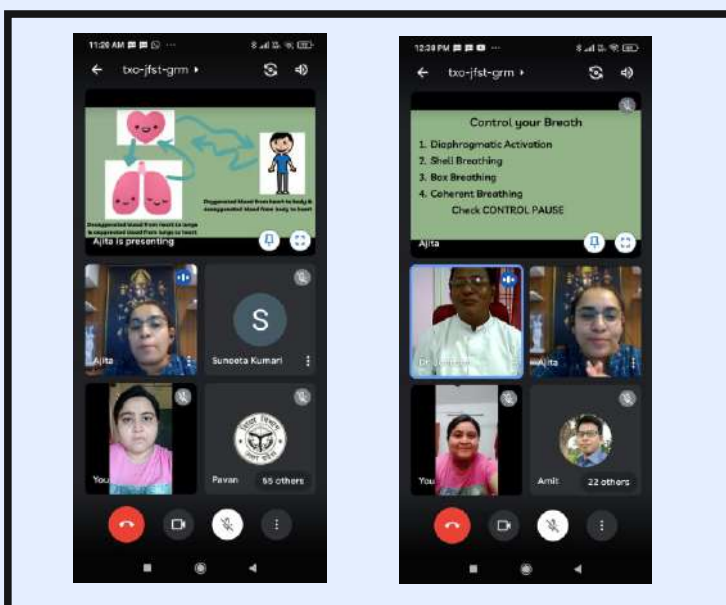 11:20 AM
txo-jfst-grm
Oxygenated blood from heart to body &
deoxygenated blood from body to heart
Deoxygenated blood from heart to lungs
& oxygenated blood from lungs to heart
Ajita is presenting
Ajita
S
Suneeta Kumari
You
Pavan
55 others
12:38 PM
txo-jfst-grm
Control your Breath
1. Diaphragmatic Activation
2. Shell Breathing
3. Box Breathing
4. Coherent Breathing
Check CONTROL PAUSE
Ajita
Ajita
You
Amit
22 others